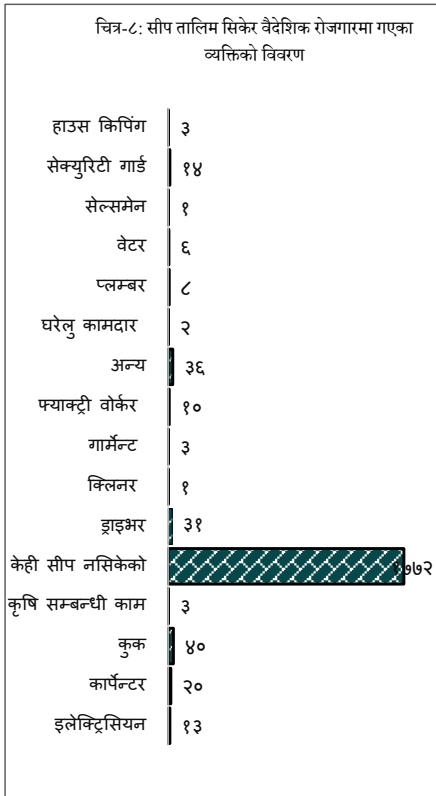 चित्र-८: सीप तालिम सिकेर वैदेशिक रोजगारमा गएका
व्यक्तिको विवरण
हाउस किपिंग ३
सेक्युरिटी गार्ड १४
सेल्समेन १
वेटर ६
प्लम्बर ८
घरेलु कामदार २
अन्य ३६
फ्याक्ट्री वोर्कर १०
गार्मेन्ट ३
क्लिनर १
ड्राइभर ३१
केही सीप नसिकेको १७७२
कृषि सम्बन्धी काम ३
कुक ४०
कार्पेन्टर २०
इलेक्ट्रिसियन १३